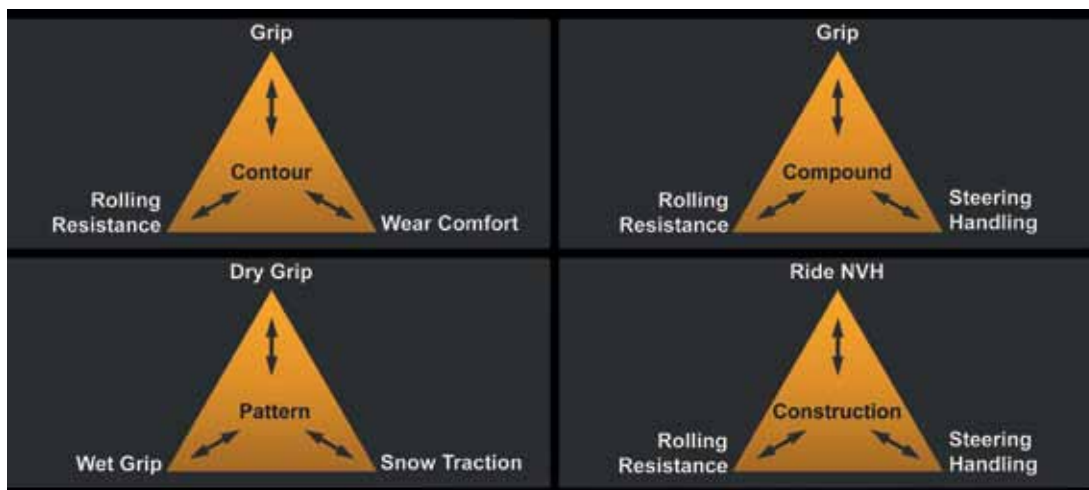 Grip
Contour
Rolling
Resistance
Wear Comfort
Grip
Compound
Rolling
Resistance
Steering
Handling
Dry Grip
Pattern
Wet Grip
Snow Traction
Ride NVH
Construction
Rolling
Resistance
Steering
Handling